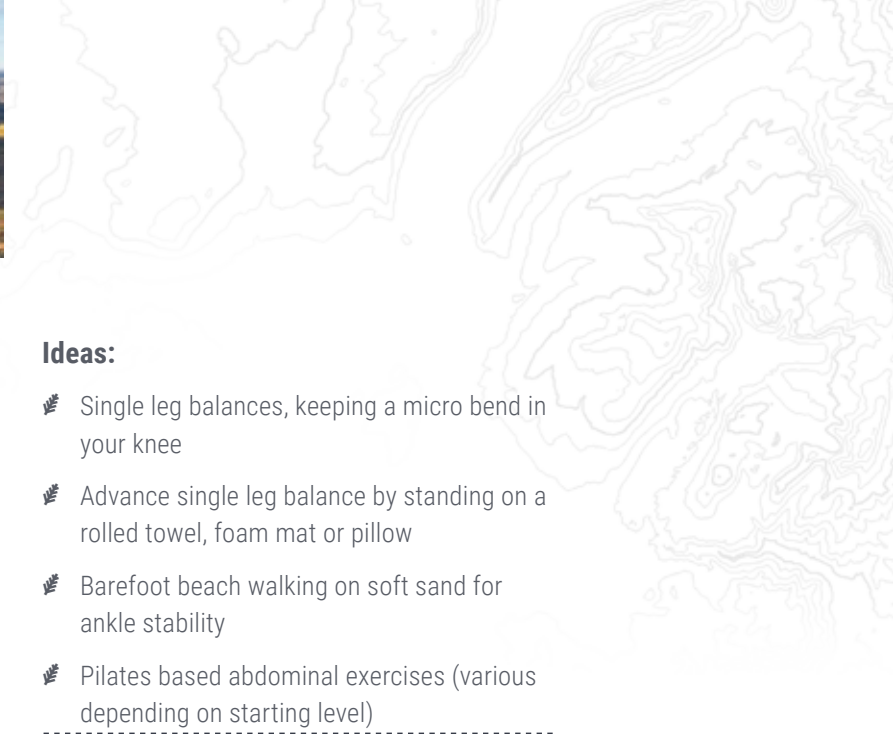 Ideas:
Single leg balances, keeping a micro bend in
your knee
Advance single leg balance by standing on a
rolled towel, foam mat or pillow
Barefoot beach walking on soft sand for
ankle stability
Pilates based abdominal exercises (various
depending on starting level)